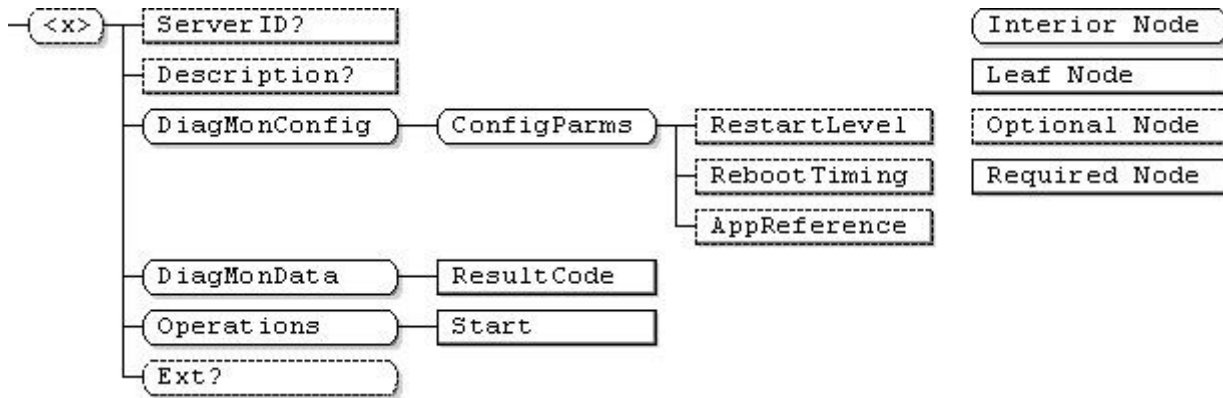 <x>
ServerID?
Interior Node
Description?
Leaf Node
DiagMonConfig
ConfigParms
RestartLevel
Optional Node
RebootTiming
Required Node
AppReference
DiagMonData
ResultCode
Operations
Start
Ext?